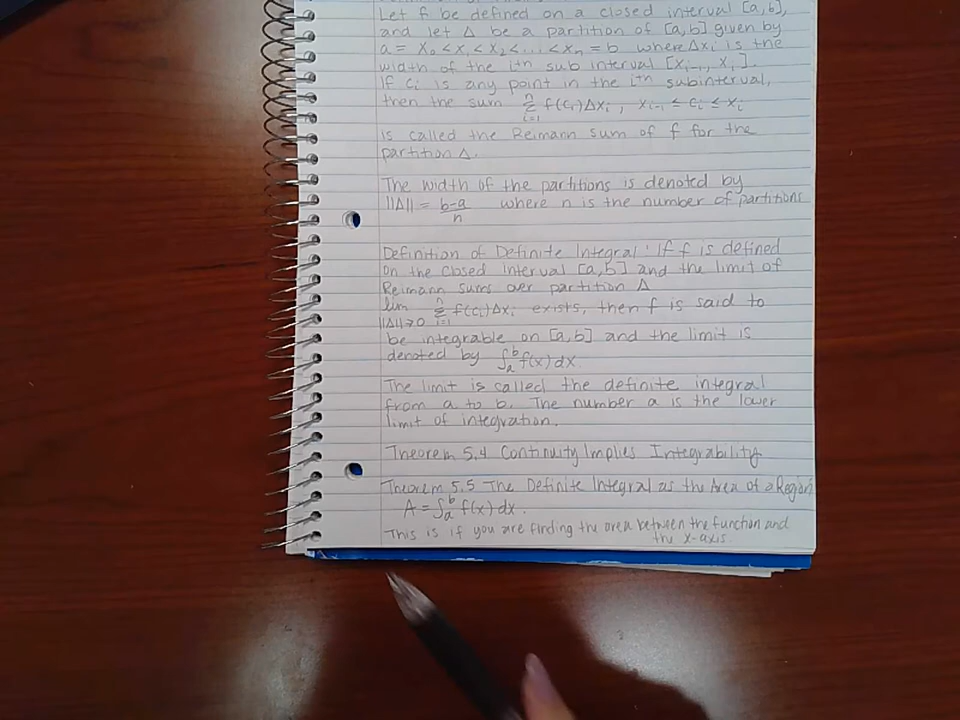 Let f be defined on a closed interval [a,b],
and let Δ be a partition of [a,b] given by
a = x₀ < x₁ < x₂ < ... < xₙ = b where Δxᵢ is the
width of the ith sub interval [xᵢ₋₁, xᵢ].
If cᵢ is any point in the ith subinterval,
then the sum ∑ᵢ₌₁ⁿ f(cᵢ)Δxᵢ, xᵢ₋₁ ≤ cᵢ ≤ xᵢ
is called the Reimann sum of f for the
partition Δ.
The width of the partitions is denoted by
||Δ|| = b-a/n where n is the number of partitions
Definition of Definite Integral: If f is defined
on the closed interval [a,b] and the limit of
Reimann sums over partition Δ
lim ||Δ||→0 ∑ᵢ₌₁ⁿ f(cᵢ)Δxᵢ exists, then f is said to
be integrable on [a,b] and the limit is
denoted by ∫ₐᵇ f(x) dx.
The limit is called the definite integral
from a to b. The number a is the lower
limit of integration.
Theorem 5.4 Continuity Implies Integrability
Theorem 5.5 The Definite Integral as the Area of a Region
A = ∫ₐᵇ f(x) dx.
This is if you are finding the area between the function and
the x-axis.